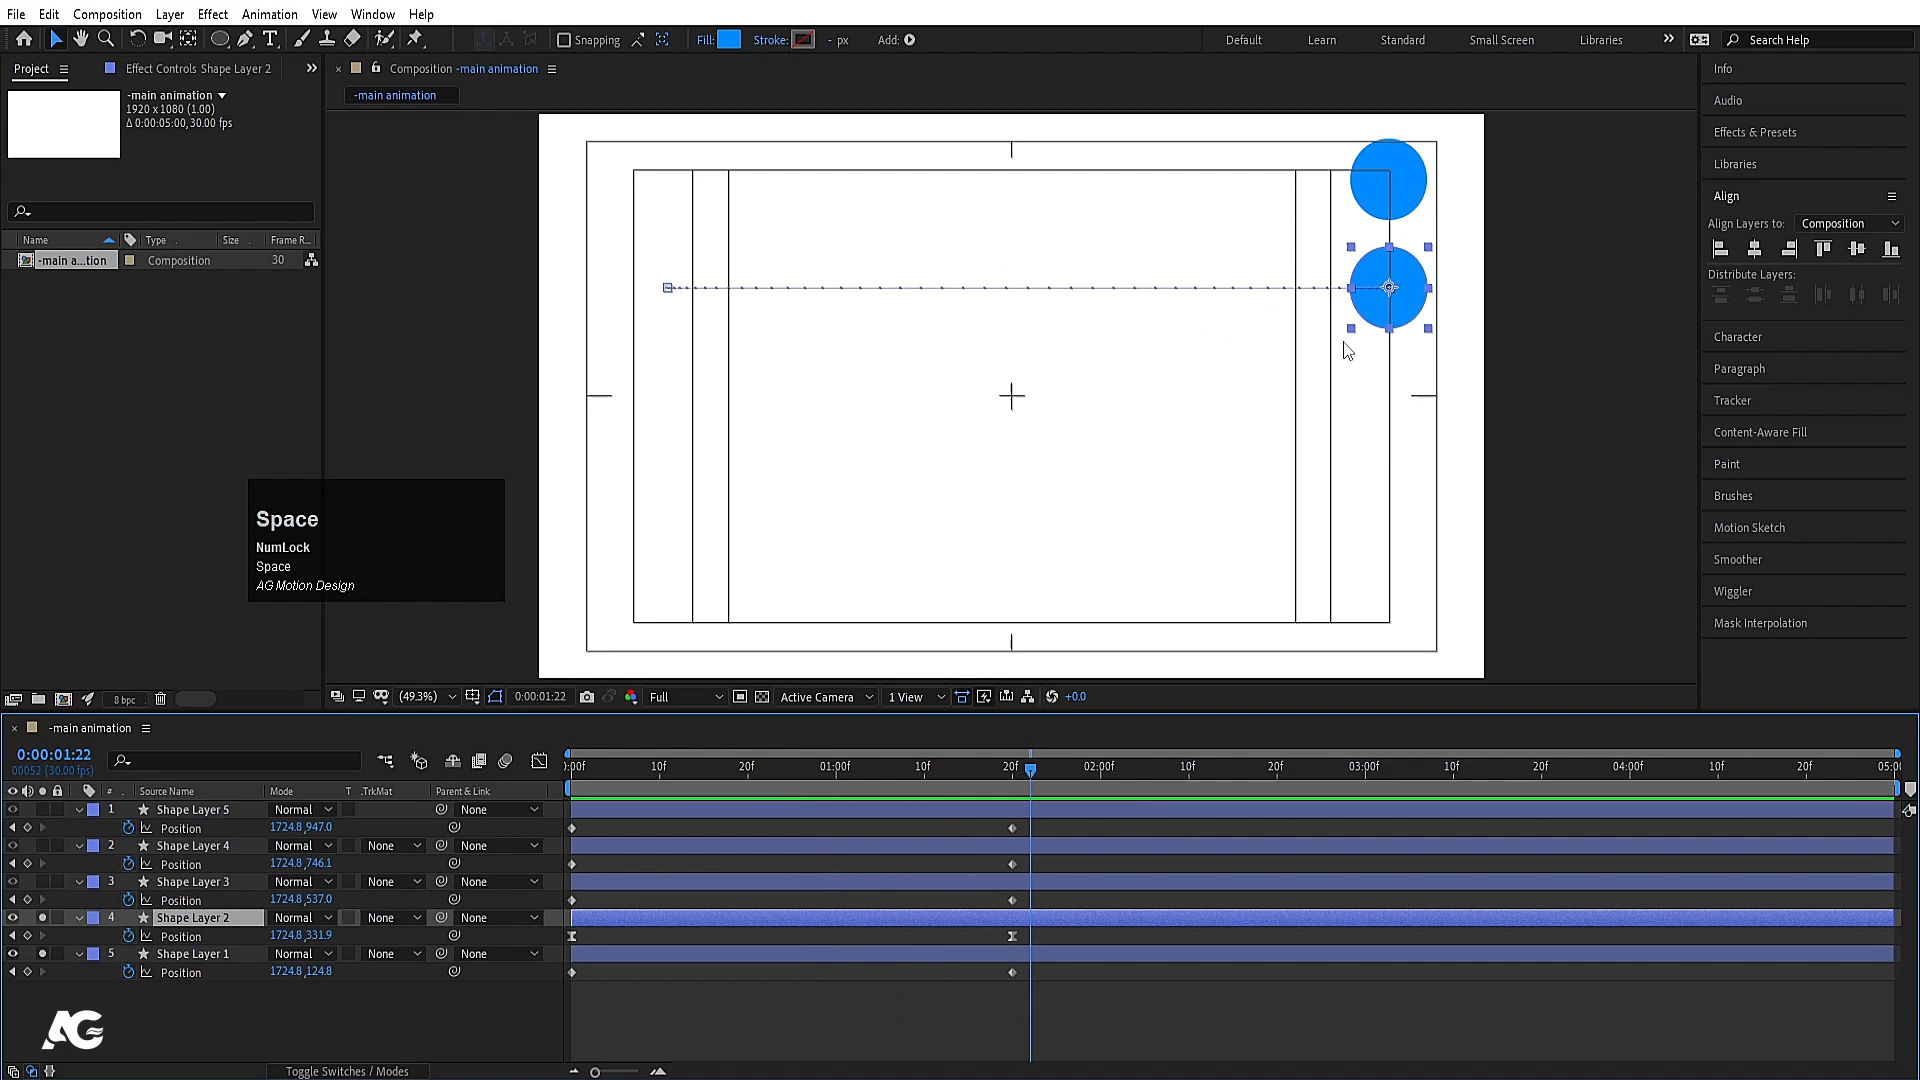 File Edit Composition Layer Effect Animation View Window Help
Snapping Fill: Stroke: - px Add: Default Learn Standard Small Screen Libraries » Search Help
Project Effect Controls Shape Layer 2 » × Composition -main animation
-main animation
1920 x 1080 (1.00)
Δ 0:00:05:00, 30.00 fps
-main animation
Name Type Size Frame R...
-main a...tion Composition 30
Info
Audio
Effects & Presets
Libraries
Align
Align Layers to: Composition
Distribute Layers:
Character
Paragraph
Tracker
Content-Aware Fill
Paint
Brushes
Motion Sketch
Smoother
Wiggler
Mask Interpolation
Space
NumLock
Space
AG Motion Design
8 bpc
(49.3%) 0:00:01:22 Full Active Camera 1 View +0.0
× -main animation
0:00:01:22
00052 (30.00 fps)
):00f 10f 20f 01:00f 10f 20f 02:00f 10f 20f 03:00f 10f 20f 04:00f 10f 20f 05:00
# Source Name Mode T .TrkMat Parent & Link
1 Shape Layer 5 Normal None
Position 1724.8,947.0
2 Shape Layer 4 Normal None None
Position 1724.8,746.1
3 Shape Layer 3 Normal None None
Position 1724.8,537.0
4 Shape Layer 2 Normal None None
Position 1724.8,331.9
5 Shape Layer 1 Normal None None
Position 1724.8,124.8
AG
Toggle Switches / Modes